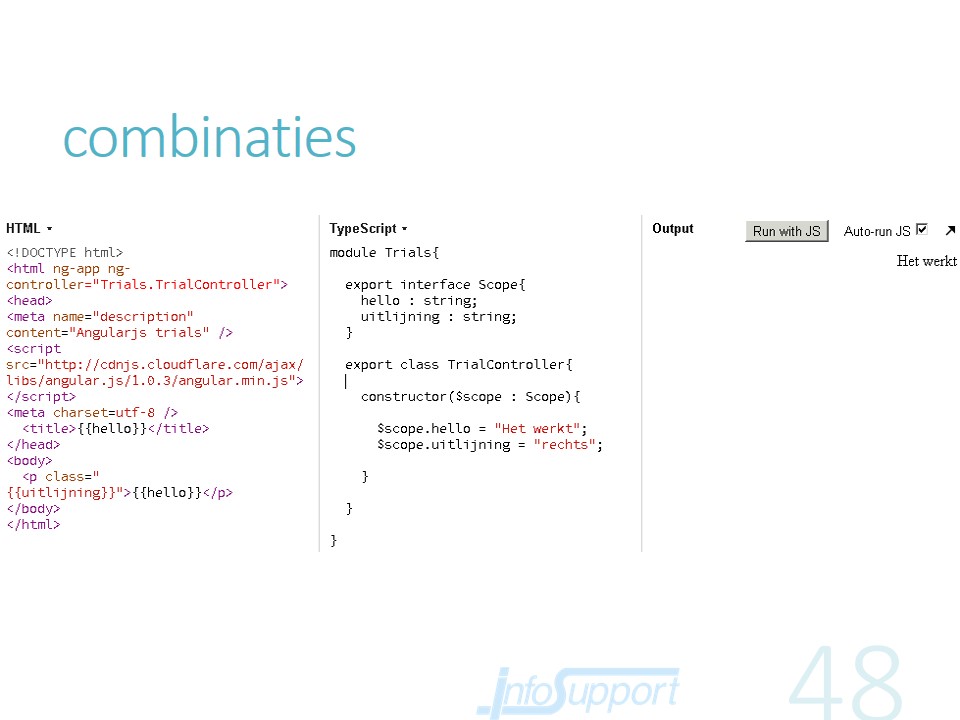 combinaties
HTML
<!DOCTYPE html>
<html ng-app ng-
controller="Trials.TrialController">
<head>
<meta name="description"
content="Angularjs trials" />
<script
src="http://cdnjs.cloudflare.com/ajax/
libs/angular.js/1.0.3/angular.min.js">
</script>
<meta charset=utf-8 />
<title>{{hello}}</title>
</head>
<body>
<p class="
{{uitlijning}}">{{hello}}</p>
</body>
</html>
TypeScript
module Trials{
export interface Scope{
hello : string;
uitlijning : string;
}
export class TrialController{
constructor($scope : Scope){
$scope.hello = "Het werkt";
$scope.uitlijning = "rechts";
}
}
}
Output
Run with JS
Auto-run JS
Het werkt
infoSupport
48